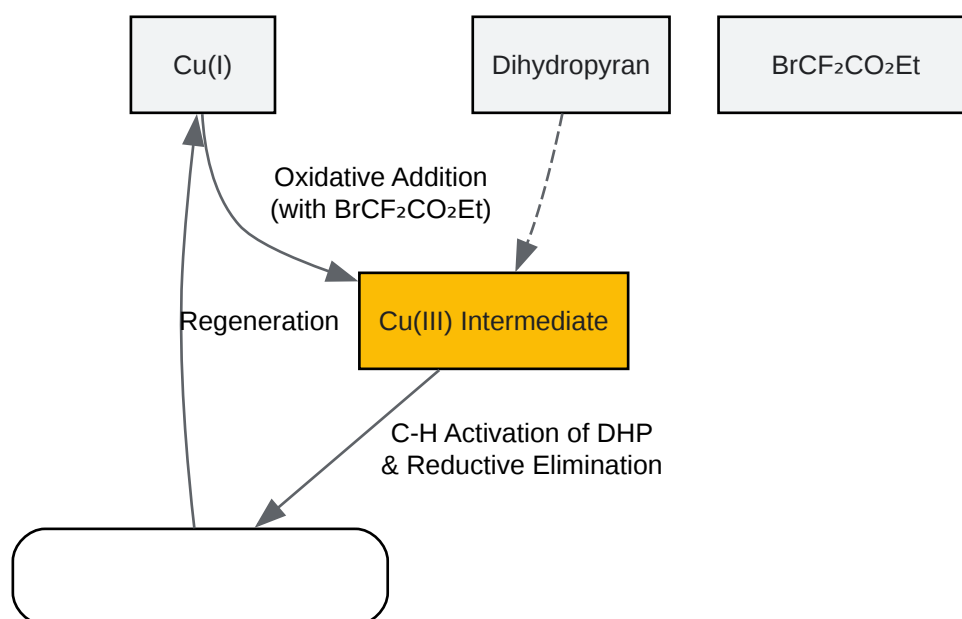 Cu(I)
Dihydropyran
BrCF₂CO₂Et
Oxidative Addition
(with BrCF₂CO₂Et)
Regeneration
Cu(III) Intermediate
C-H Activation of DHP
& Reductive Elimination